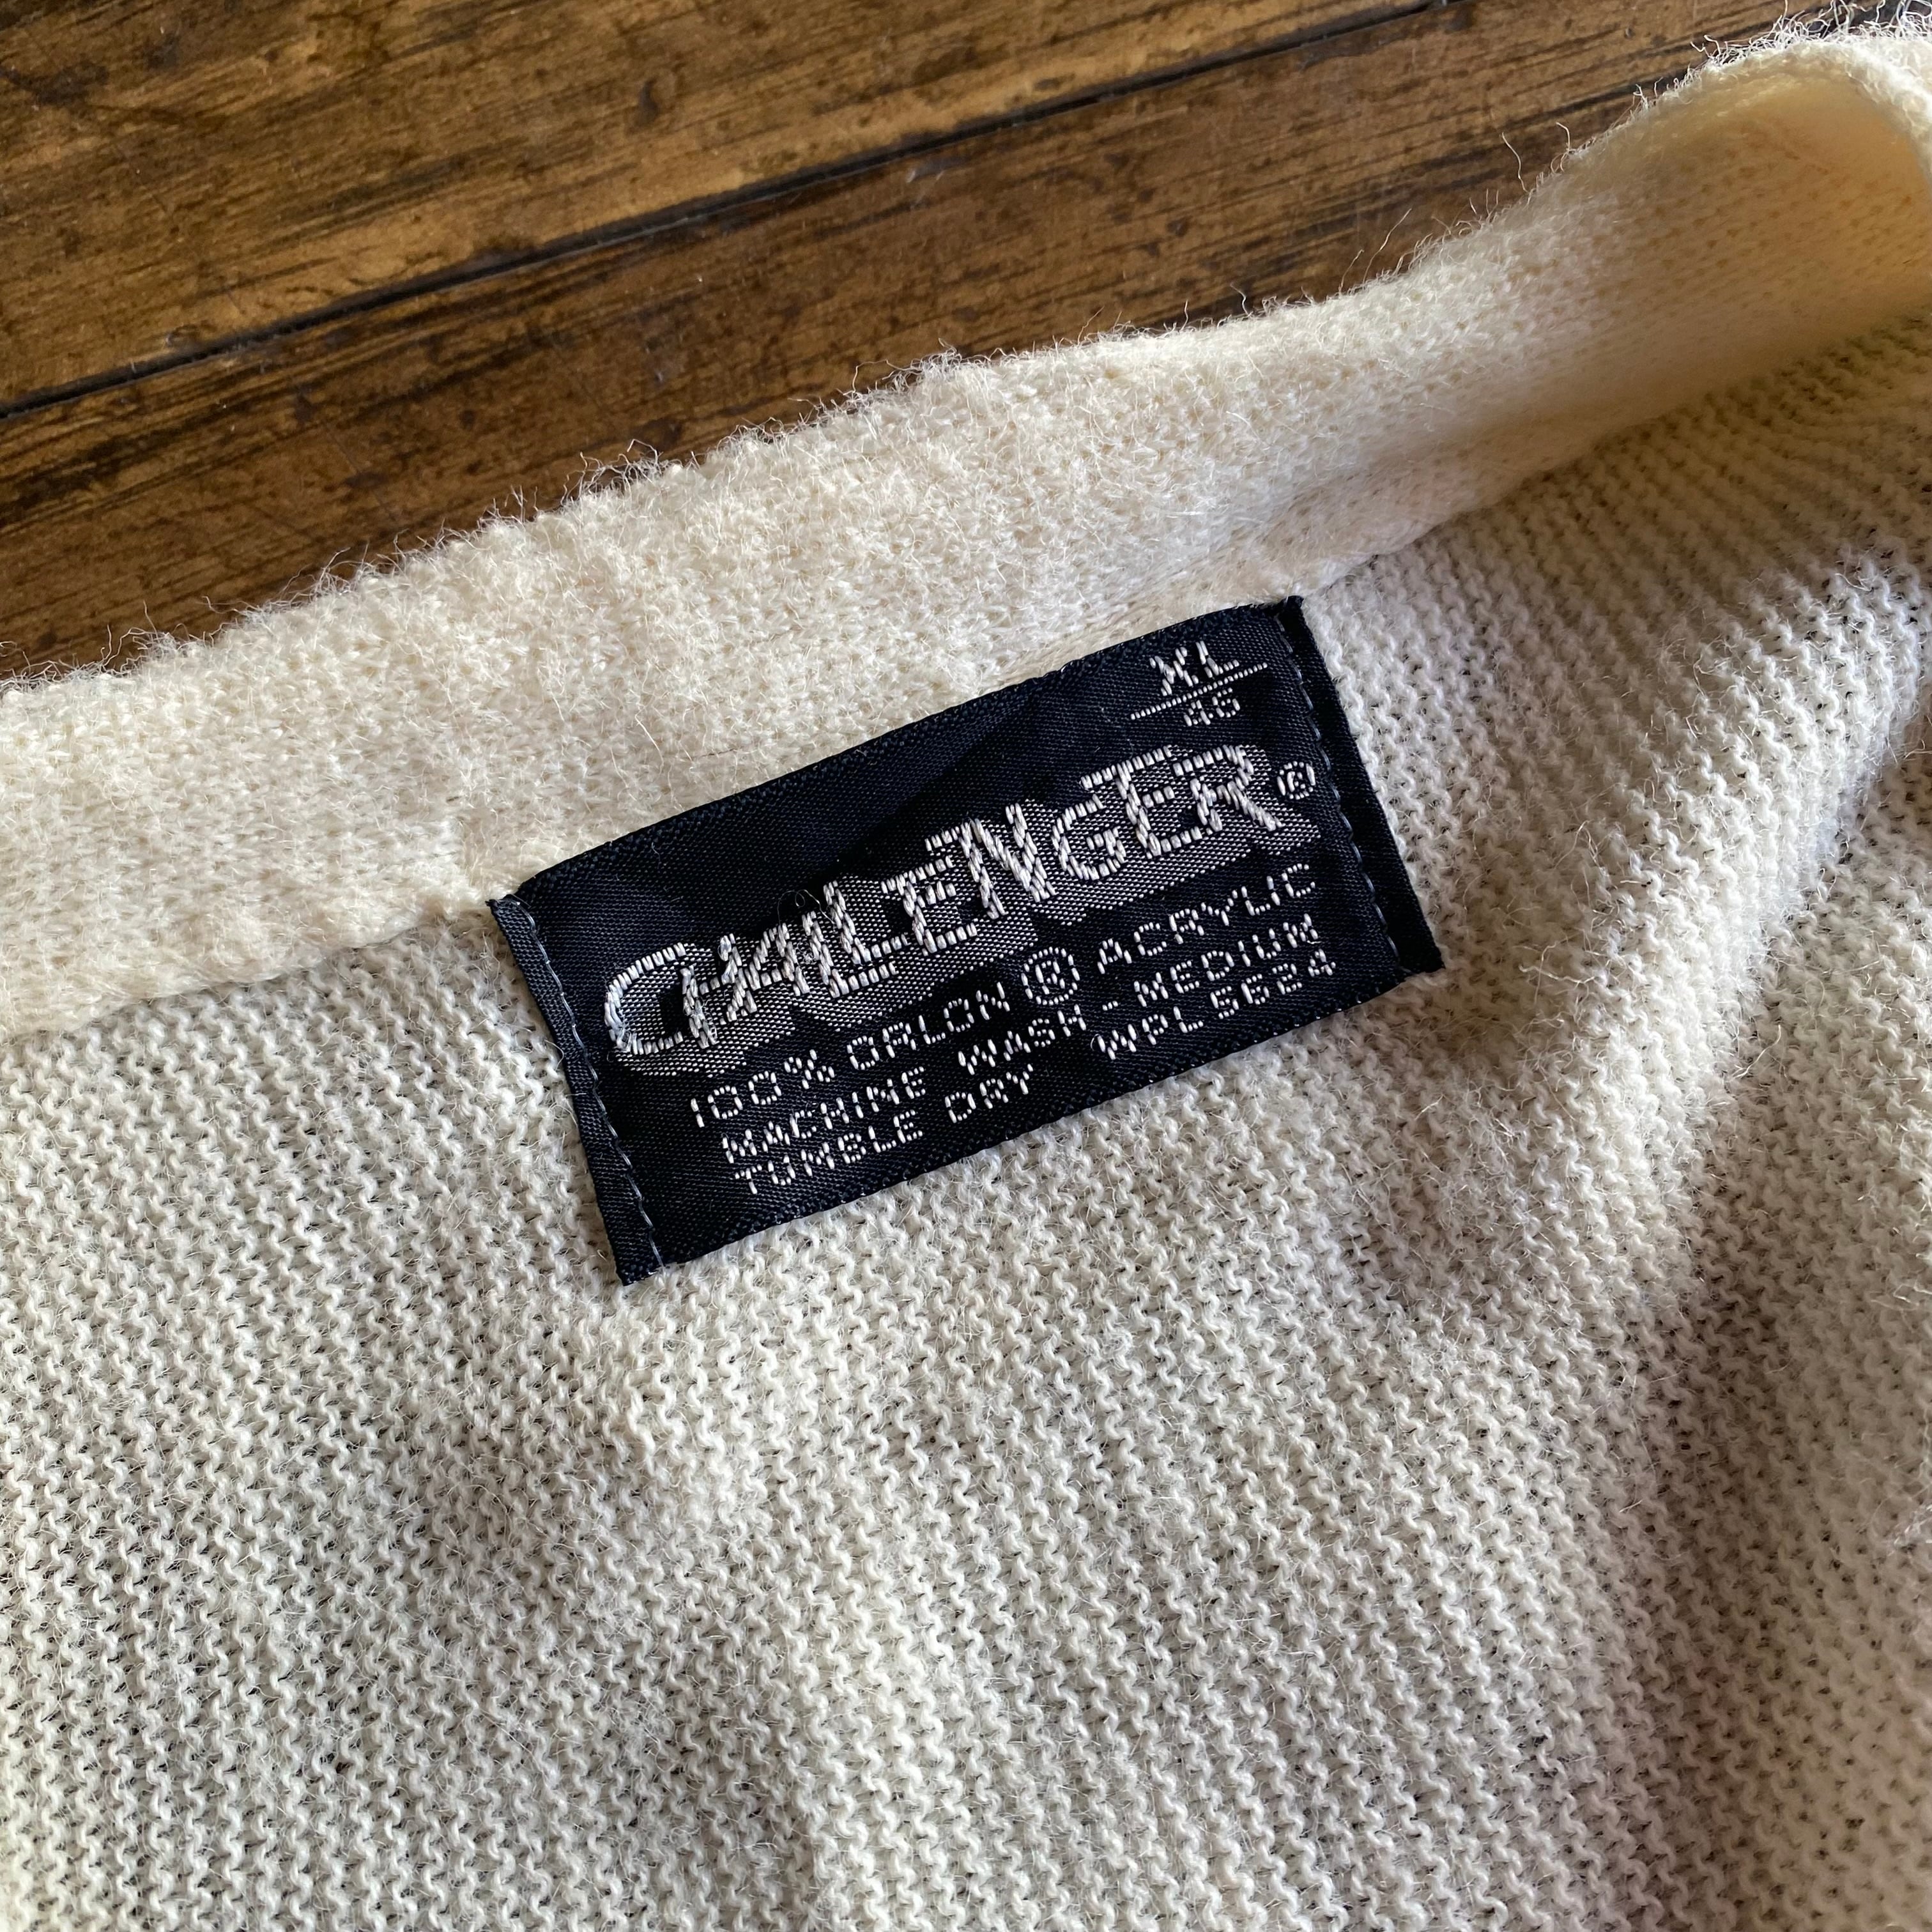 XL
46
CHALLENGER®
100% ORLON ® ACRYLIC
MACHINE WASH - MEDIUM
TUMBLE DRY WPL 5624